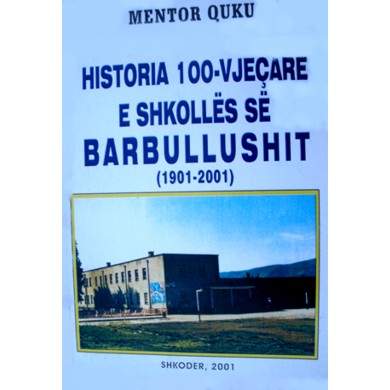 MENTOR QUKU
HISTORIA 100-VJEÇARE
E SHKOLLËS SË
BARBULLUSHIT
(1901-2001)
SHKODER, 2001